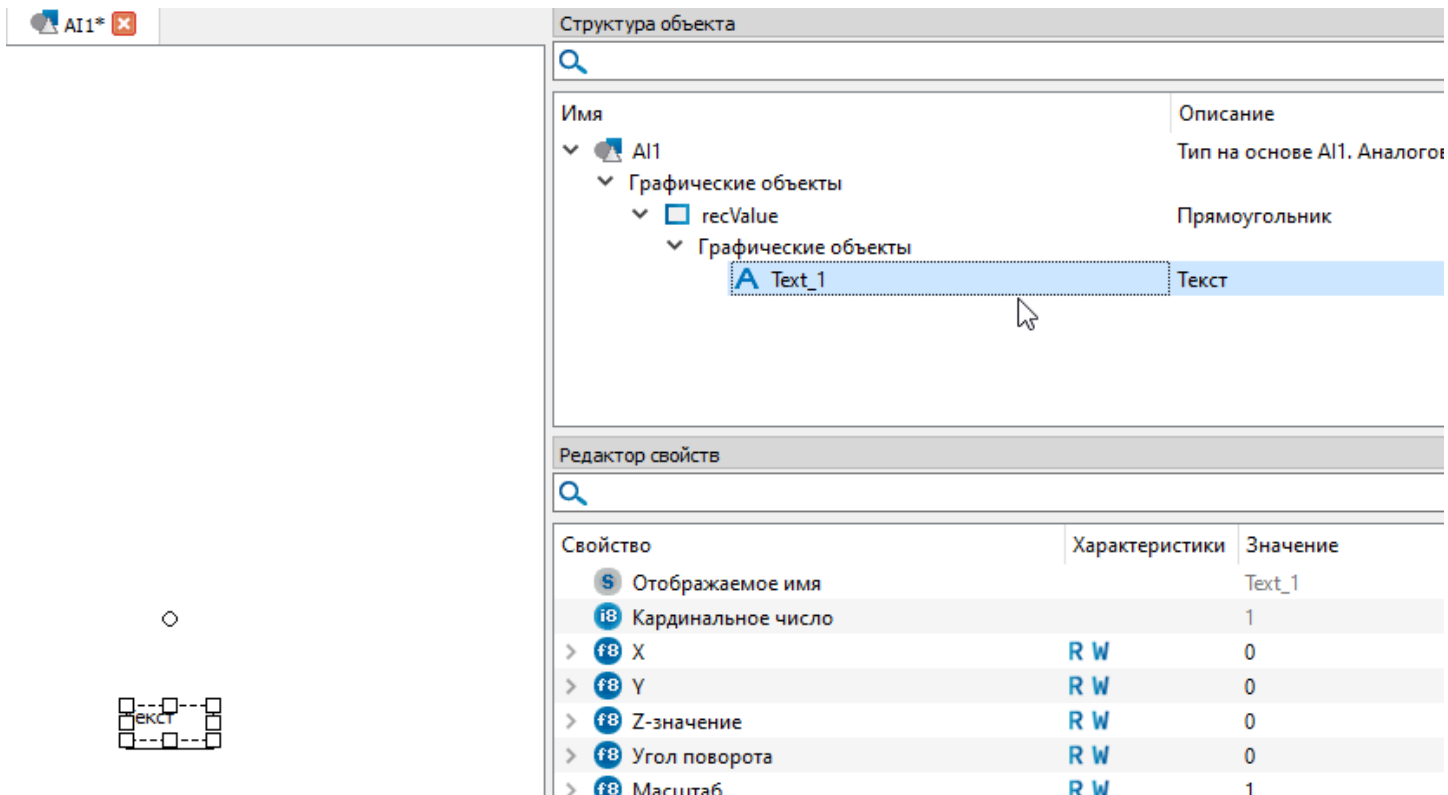 AI1*
Структура объекта
Имя Описание
AI1 Тип на основе AI1. Аналогов
Графические объекты
recValue Прямоугольник
Графические объекты
A Text_1 Текст
Редактор свойств
Свойство Характеристики Значение
S Отображаемое имя Text_1
i8 Кардинальное число 1
f8 X R W 0
f8 Y R W 0
f8 Z-значение R W 0
f8 Угол поворота R W 0
f8 Масштаб R W 1
Текст